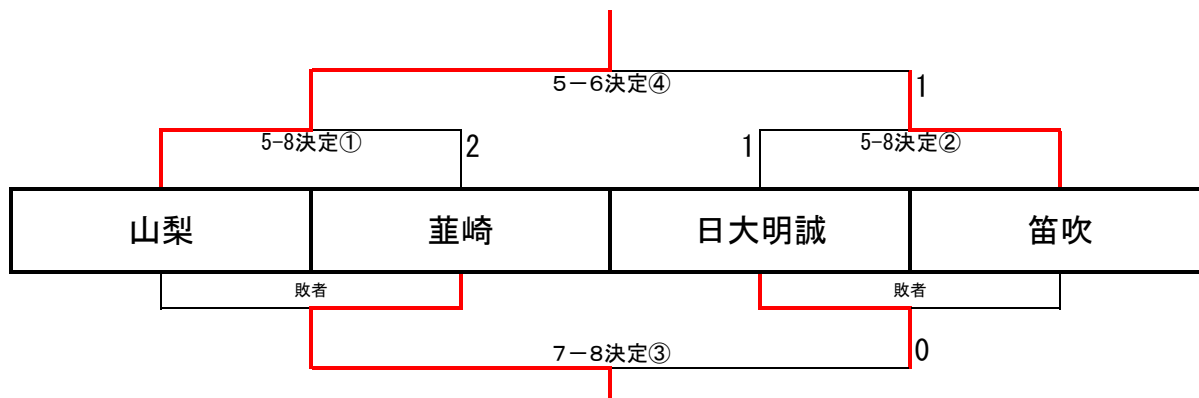 5－6決定④
1
5-8決定①
2
1
5-8決定②
山梨
韮崎
日大明誠
笛吹
敗者
敗者
7－8決定③
0